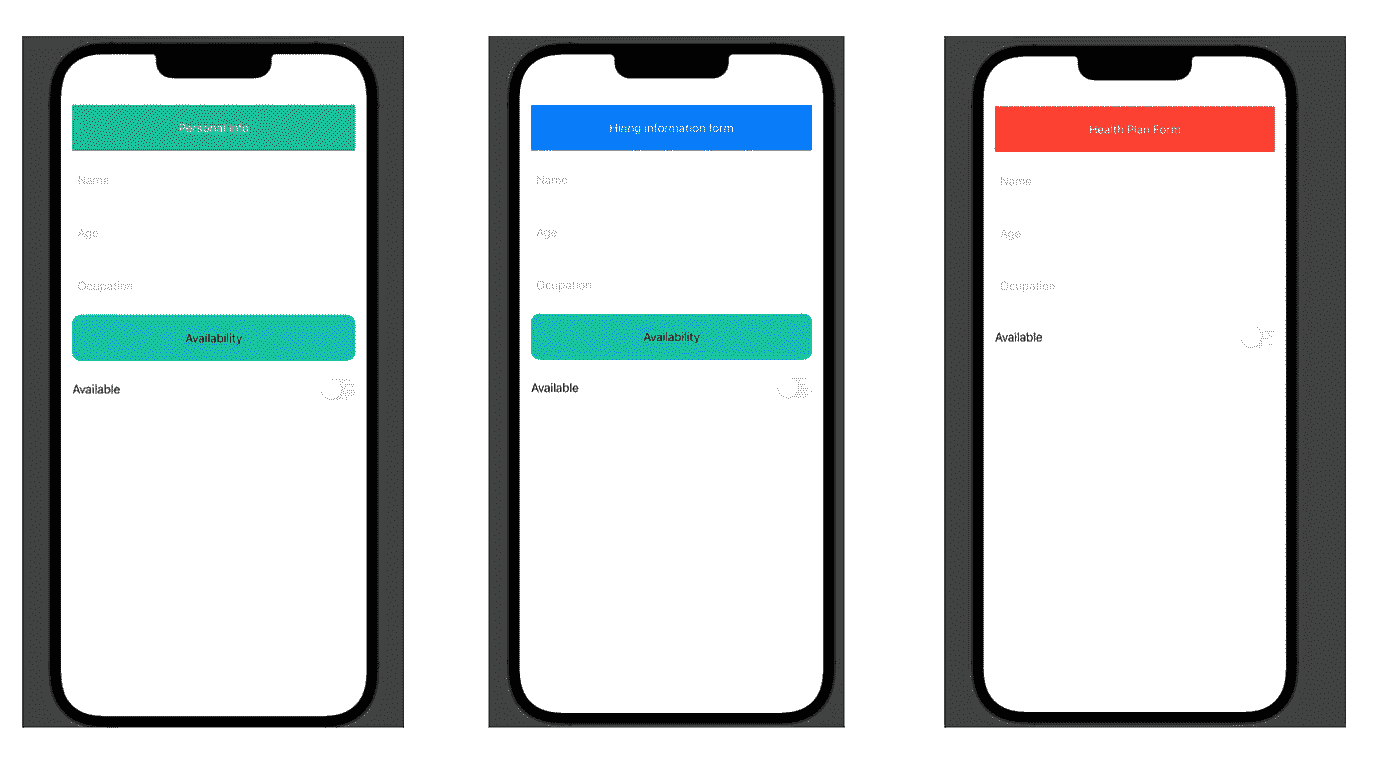 Personal info
Name
Age
Ocupation
Availability
Available
Hiring information form
Name
Age
Ocupation
Availability
Available
Health Plan Form
Name
Age
Ocupation
Available